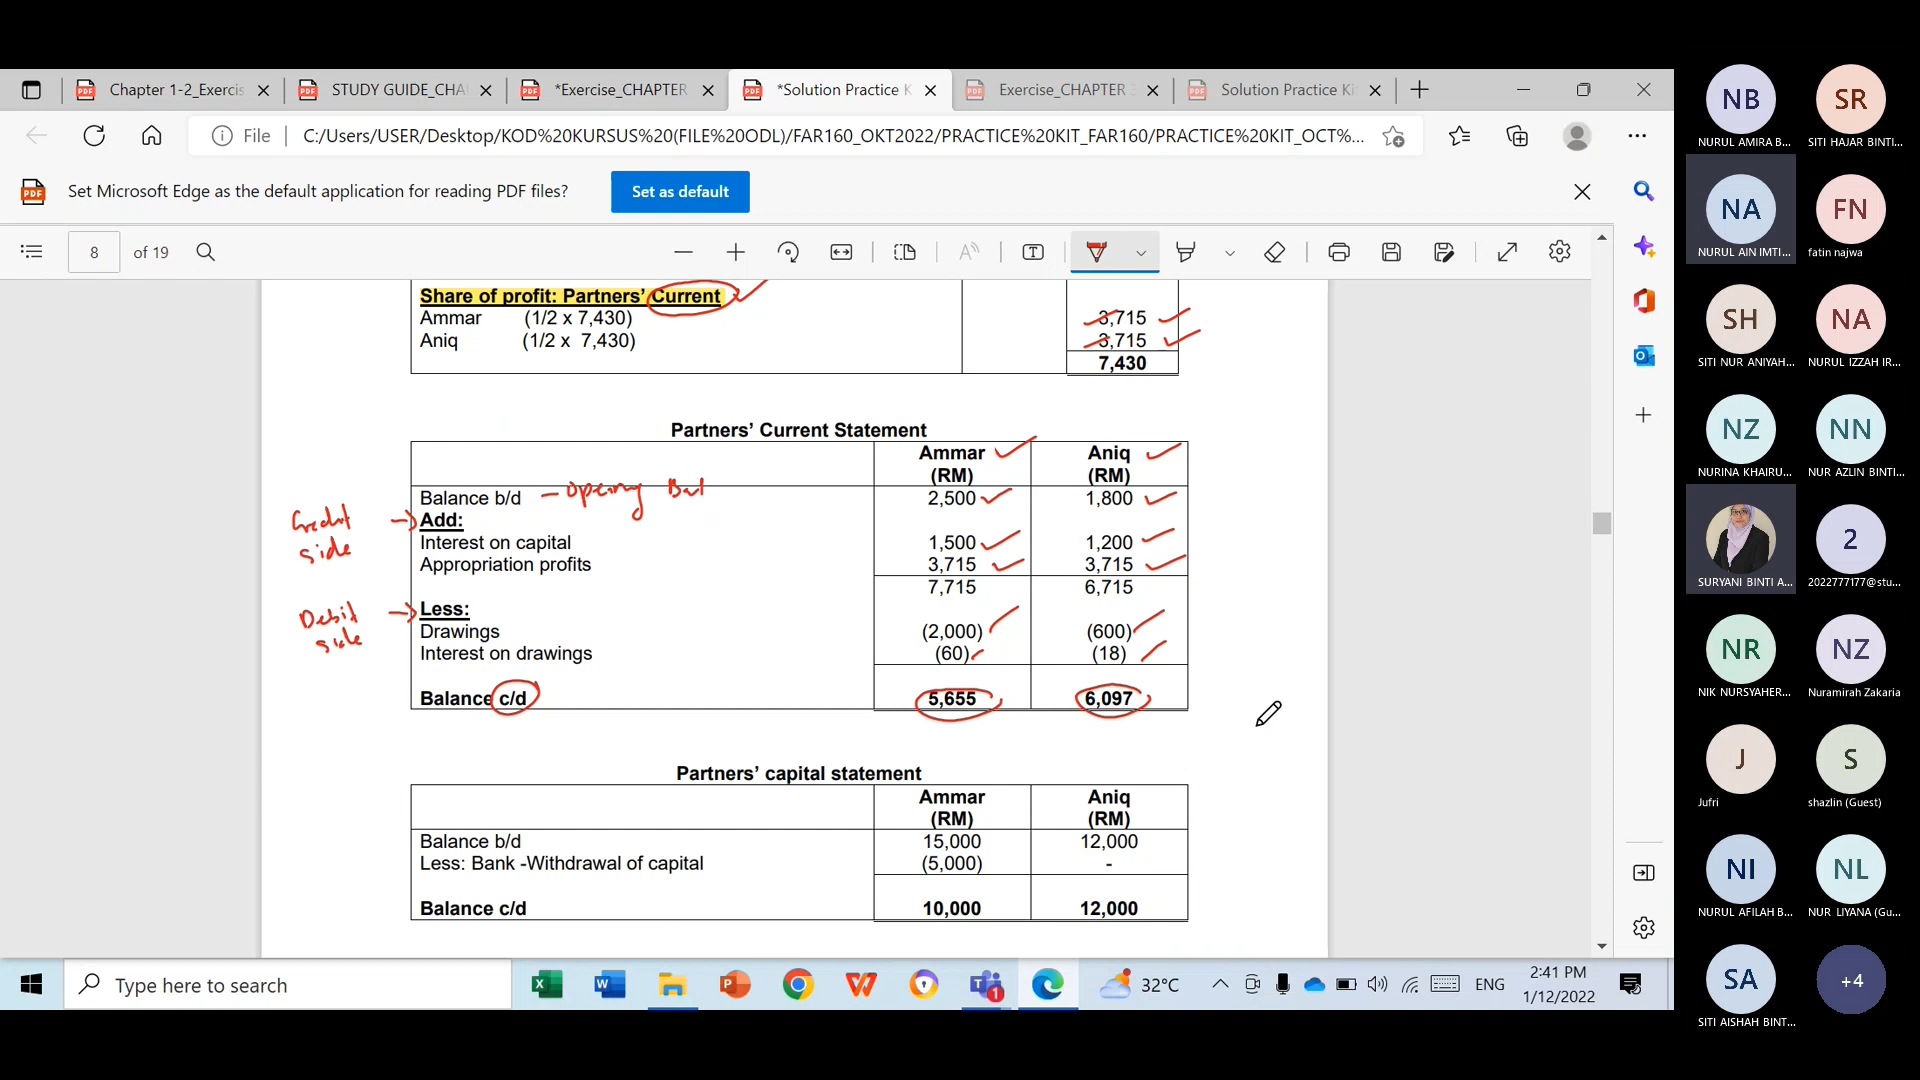 Chapter 1-2_Exercis
STUDY GUIDE_CHA
*Exercise_CHAPTER
*Solution Practice K
Exercise_CHAPTER 3
Solution Practice Ki
File
C:/Users/USER/Desktop/KOD%20KURSUS%20(FILE%20ODL)/FAR160_OKT2022/PRACTICE%20KIT_FAR160/PRACTICE%20KIT_OCT%...
Set Microsoft Edge as the default application for reading PDF files?
Set as default
8 of 19
Share of profit: Partners’ Current
Ammar (1/2 x 7,430) 3,715
Aniq (1/2 x 7,430) 3,715
7,430
Partners’ Current Statement
Ammar Aniq
(RM) (RM)
Balance b/d - opening Bal 2,500 1,800
Credit side → Add:
Interest on capital 1,500 1,200
Appropriation profits 3,715 3,715
7,715 6,715
Debit side → Less:
Drawings (2,000) (600)
Interest on drawings (60) (18)
Balance c/d 5,655 6,097
Partners’ capital statement
Ammar Aniq
(RM) (RM)
Balance b/d 15,000 12,000
Less: Bank -Withdrawal of capital (5,000) -
Balance c/d 10,000 12,000
Type here to search
1
32°C
ENG
2:41 PM
1/12/2022
NB SR
NURUL AMIRA B... SITI HAJAR BINTI...
NA FN
NURUL AIN IMTI... fatin najwa
SH NA
SITI NUR ANIYAH... NURUL IZZAH IR...
NZ NN
NURINA KHAIRU... NUR AZLIN BINTI...
2
SURYANI BINTI A... 2022777177@stu...
NR NZ
NIK NURSYAHER... Nuramirah Zakaria
J S
Jufri shazlin (Guest)
NI NL
NURUL AFILAH B... NUR LIYANA (Gu...
SA +4
SITI AISHAH BINT...